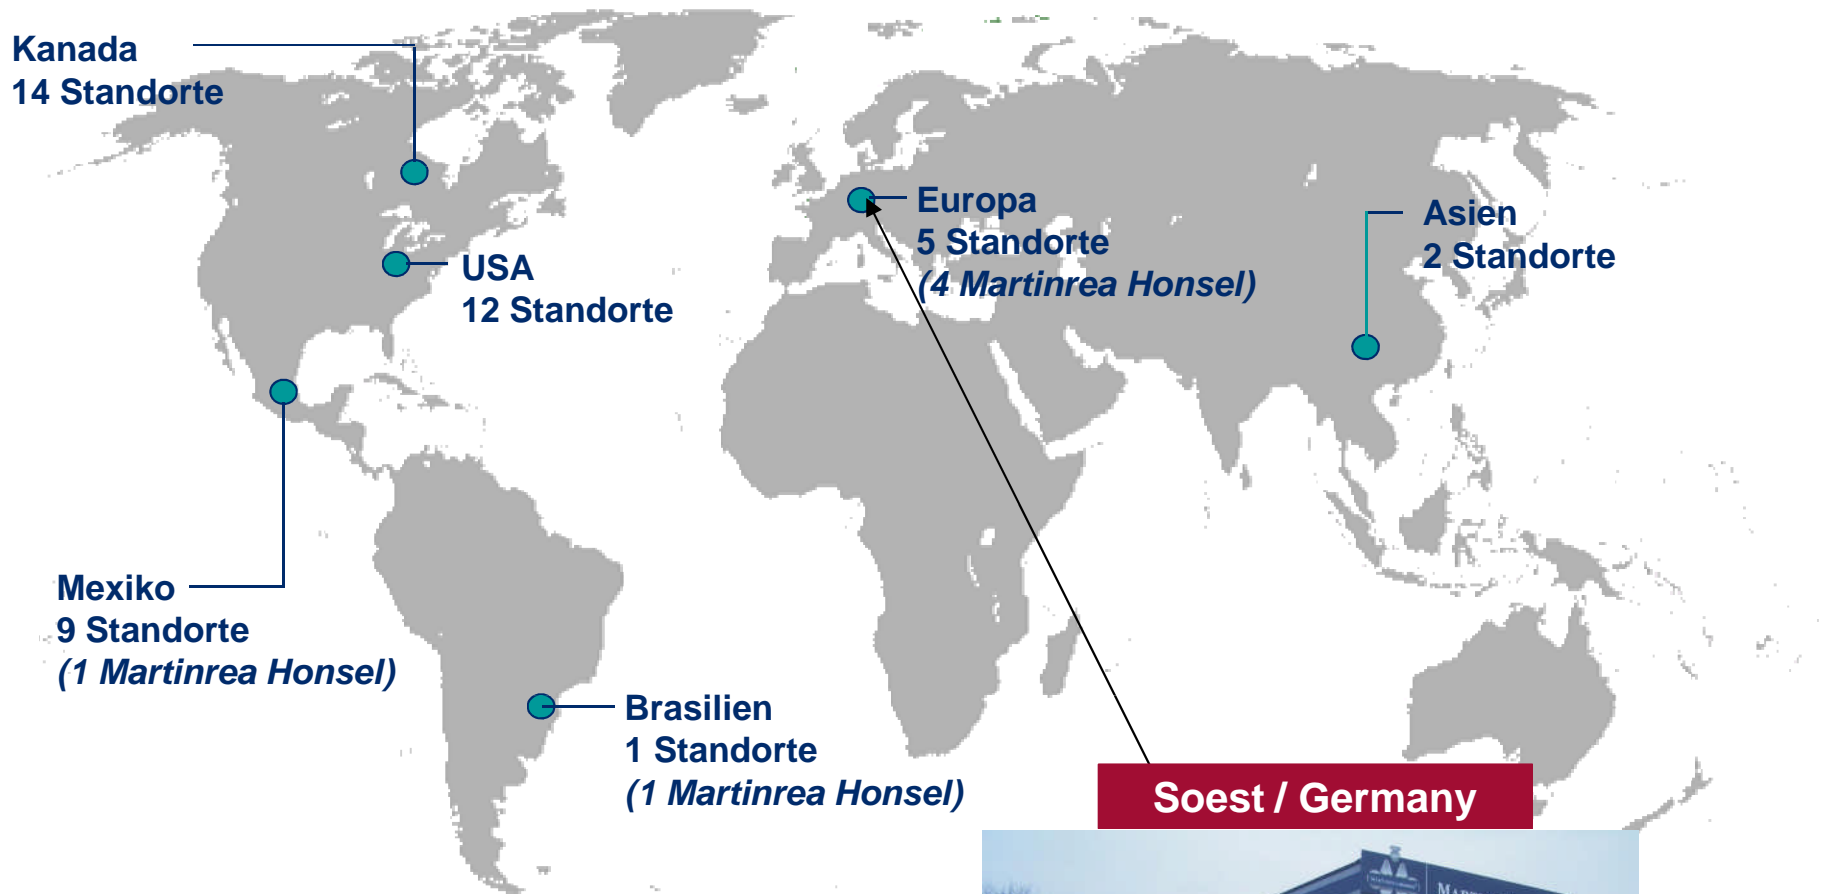 Kanada
14 Standorte
Europa
5 Standorte
(4 Martinrea Honsel)
Asien
2 Standorte
USA
12 Standorte
Mexiko
9 Standorte
(1 Martinrea Honsel)
Brasilien
1 Standorte
(1 Martinrea Honsel)
Soest / Germany